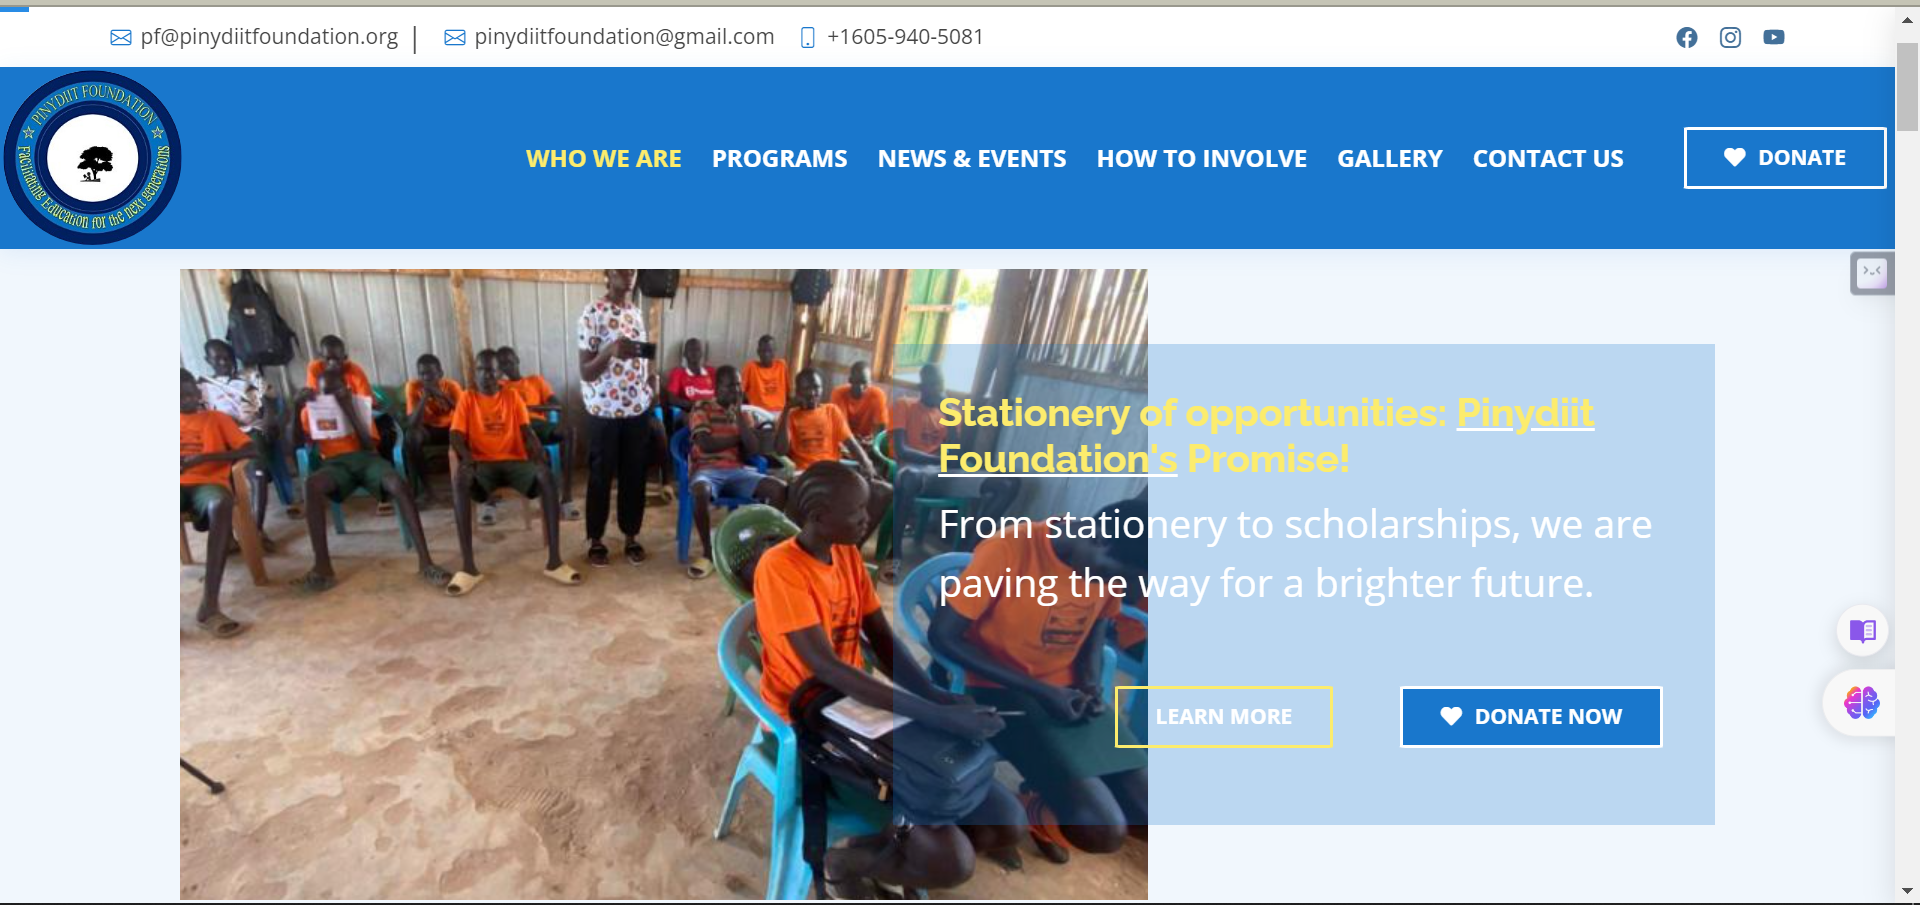 pf@pinydiitfoundation.org | pinydiitfoundation@gmail.com +1605-940-5081
PINYDIIT FOUNDATION
Facilitating Education for the next generations
WHO WE ARE PROGRAMS NEWS & EVENTS HOW TO INVOLVE GALLERY CONTACT US DONATE
Stationery of opportunities: Pinydiit
Foundation's Promise!
From stationery to scholarships, we are
paving the way for a brighter future.
LEARN MORE DONATE NOW